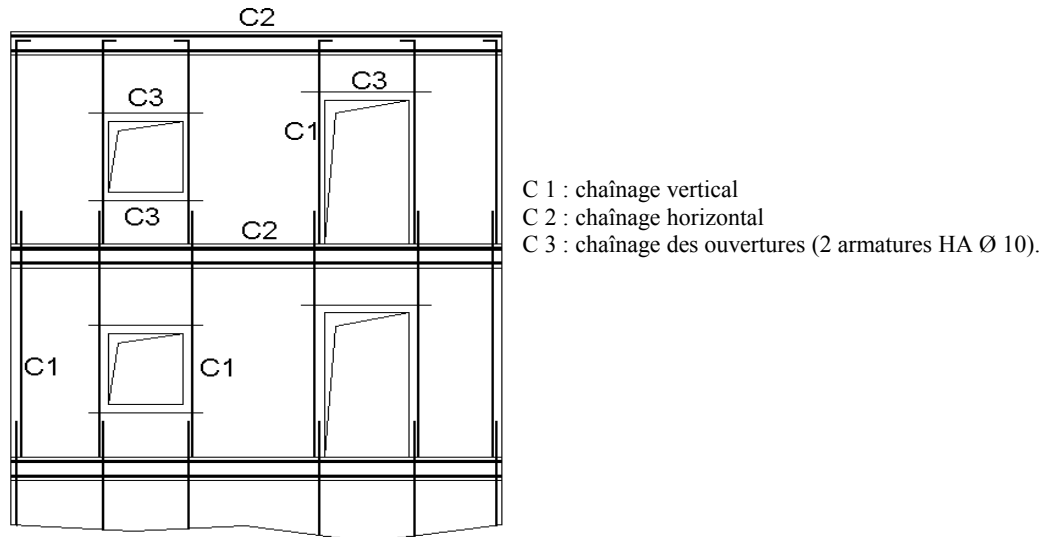 C2
C3
C3
C1
C3
C2
C1
C1
C 1 : chaînage vertical
C 2 : chaînage horizontal
C 3 : chaînage des ouvertures (2 armatures HA Ø 10).